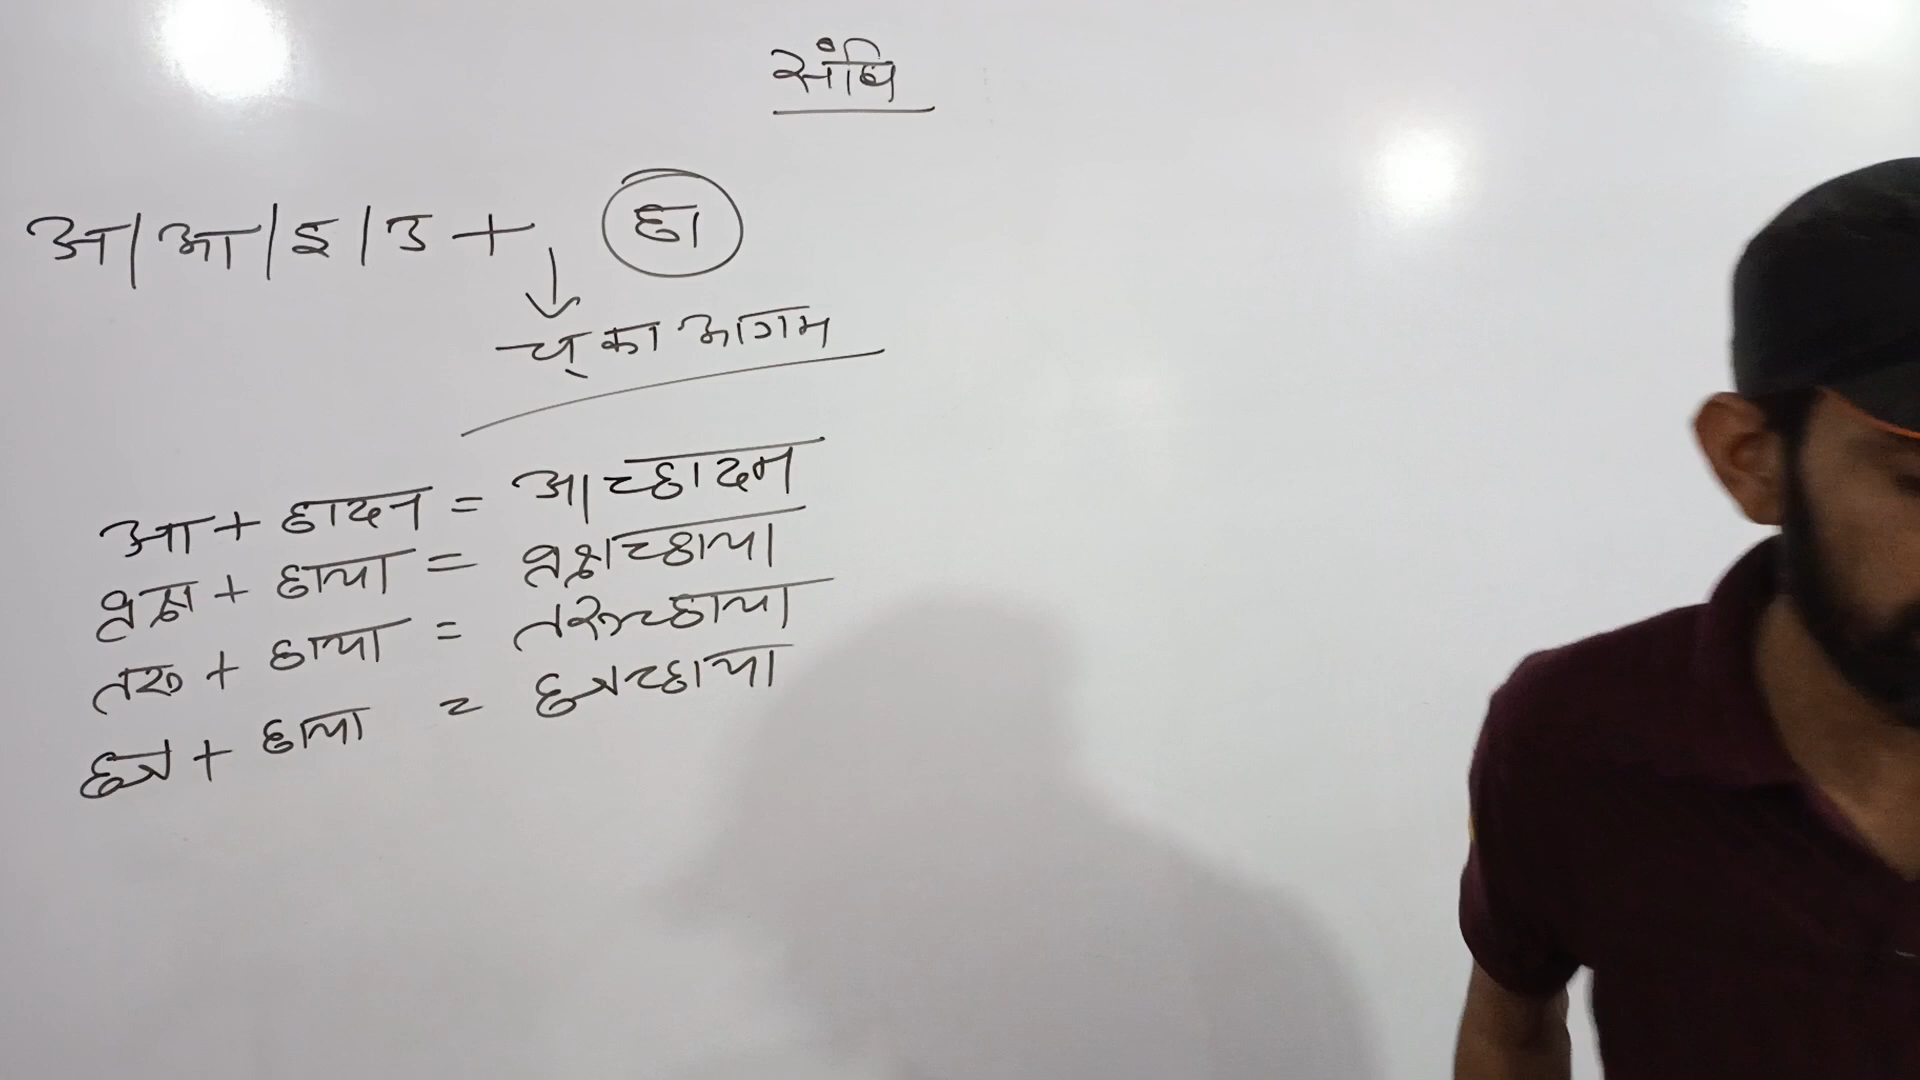 संधि
अ/आ/इ/उ + छ
↓
च् का आगम
आ + छादन = आच्छादन
वृक्ष + छाया = वृक्षच्छाया
तरु + छाया = तरुच्छाया
छत्र + छाया = छत्रच्छाया